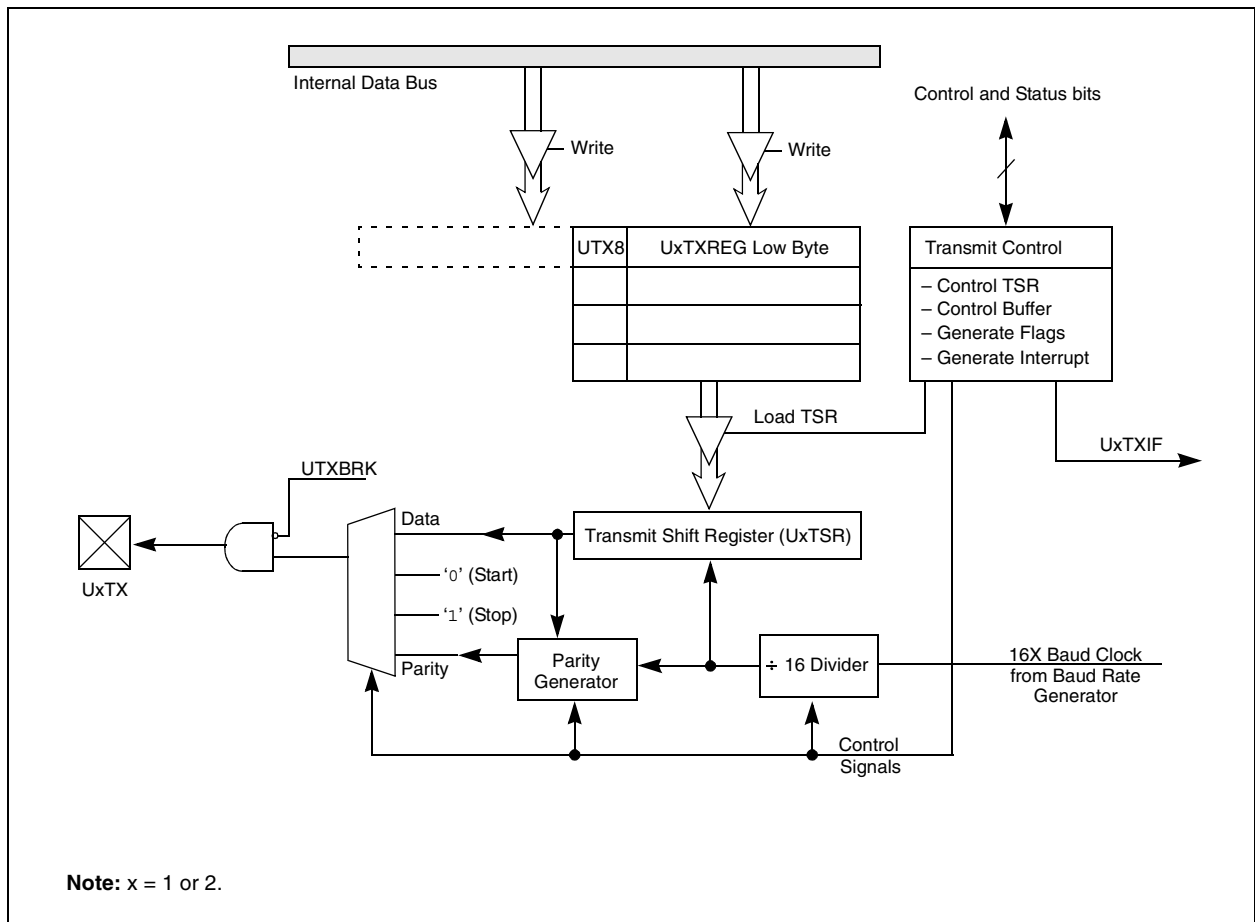 Internal Data Bus
Control and Status bits
Write
Write
UTX8
UxTXREG Low Byte
Transmit Control
– Control TSR
– Control Buffer
– Generate Flags
– Generate Interrupt
Load TSR
UxTXIF
UTXBRK
Data
Transmit Shift Register (UxTSR)
UxTX
‘0’ (Start)
‘1’ (Stop)
Parity
Parity
Generator
÷ 16 Divider
16X Baud Clock
from Baud Rate
Generator
Control
Signals
Note: x = 1 or 2.